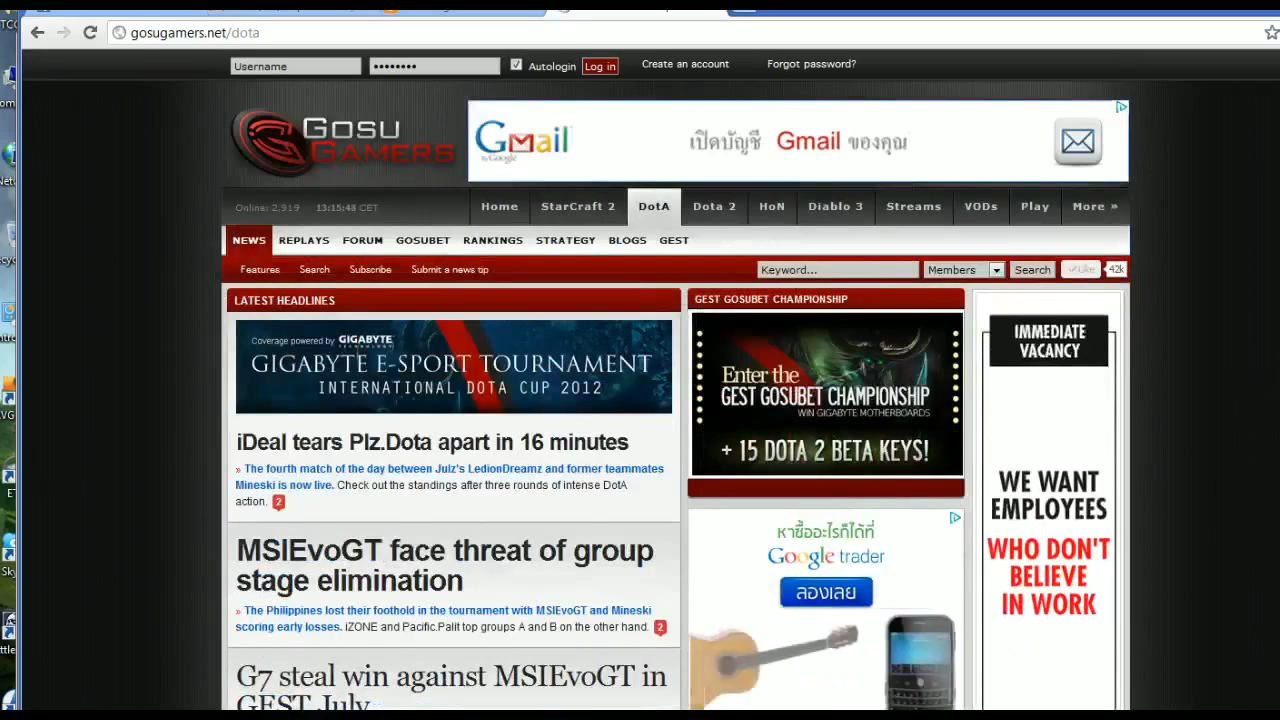 gosugamers.net/dota
Username
Autologin
Log in
Create an account
Forgot password?
GOSU
GAMERS
Gmail
by Google
เปิดบัญชี Gmail ของคุณ
Online: 2,919 13:15:43 CET
Home StarCraft 2 DotA Dota 2 HoN Diablo 3 Streams VODs Play More »
NEWS REPLAYS FORUM GOSUBET RANKINGS STRATEGY BLOGS GEST
Features Search Subscribe Submit a news tip
Keyword... Members Search Like 42k
LATEST HEADLINES
Coverage powered by GIGABYTE
GIGABYTE E-SPORT TOURNAMENT
INTERNATIONAL DOTA CUP 2012
iDeal tears Plz.Dota apart in 16 minutes
» The fourth match of the day between Julz's LedionDreamz and former teammates
Mineski is now live. Check out the standings after three rounds of intense DotA
action. 2
MSIEvoGT face threat of group
stage elimination
» The Philippines lost their foothold in the tournament with MSIEvoGT and Mineski
scoring early losses. iZONE and Pacific.Palit top groups A and B on the other hand. 2
G7 steal win against MSIEvoGT in
GEST July
GEST GOSUBET CHAMPIONSHIP
Enter the
GEST GOSUBET CHAMPIONSHIP
WIN GIGABYTE MOTHERBOARDS
+ 15 DOTA 2 BETA KEYS!
หาซื้ออะไรก็ได้ที่
Google trader
ลองเลย
IMMEDIATE
VACANCY
WE WANT
EMPLOYEES
WHO DON'T
BELIEVE
IN WORK